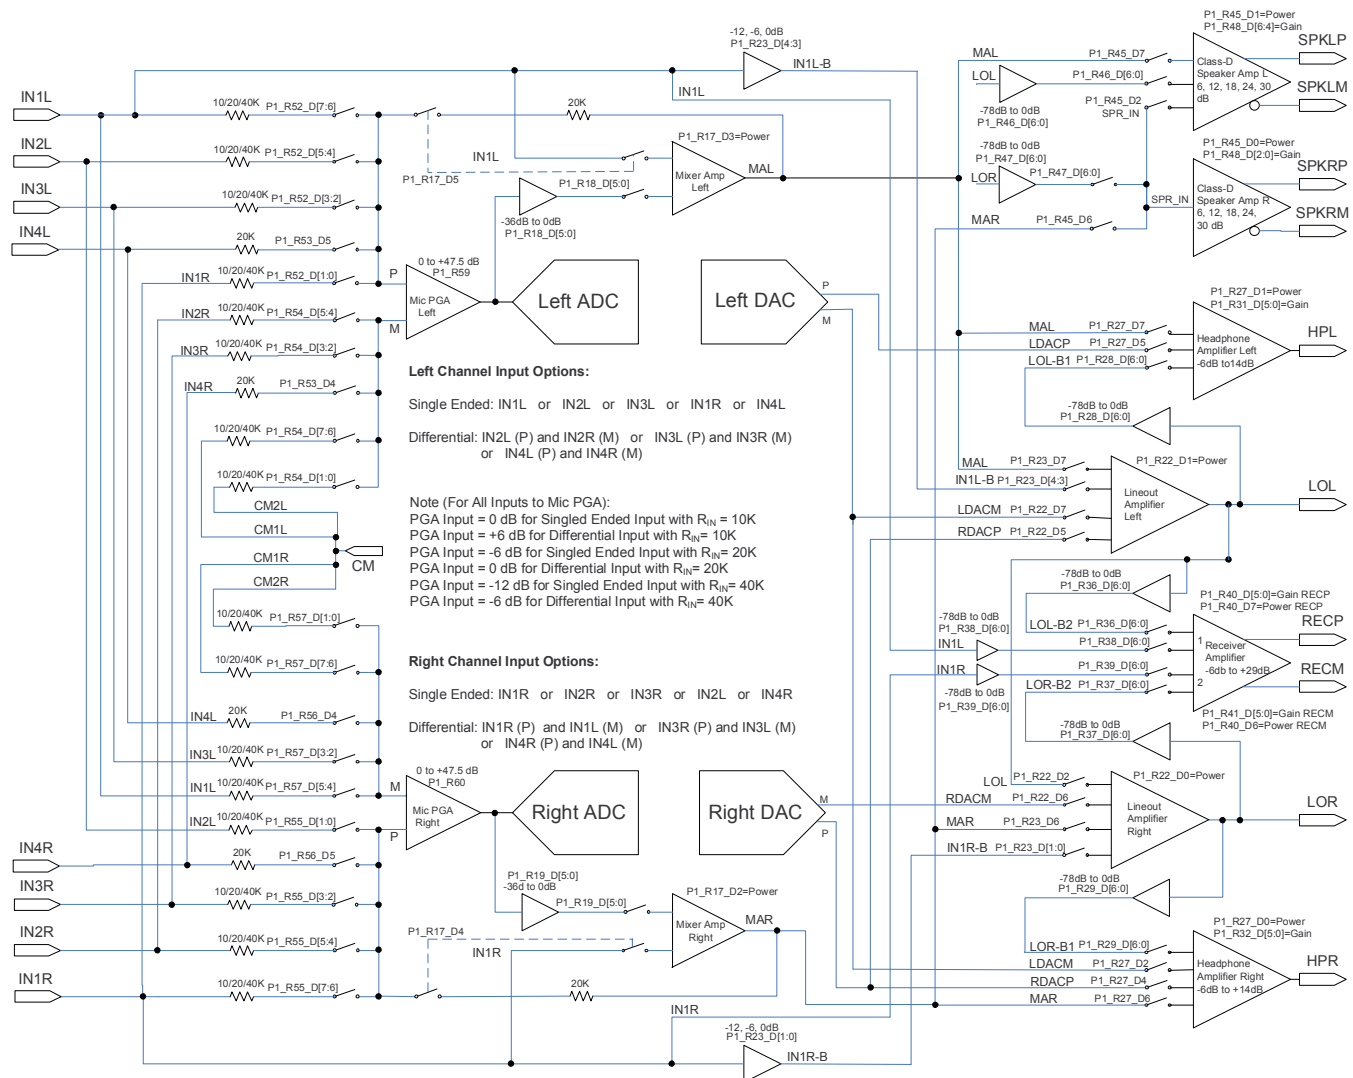 -12, -6, 0dB
P1_R23_D[4:3]
IN1L-B
IN1L
P1_R45_D1=Power
P1_R48_D[6:4]=Gain
MAL
P1_R45_D7
SPKLP
LOL
P1_R46_D[6:0]
-78dB to 0dB
P1_R46_D[6:0]
Class-D
Speaker Amp L
6, 12, 18, 24, 30
dB
P1_R45_D2
SPR_IN
SPKLM
IN1L
10/20/40K
P1_R52_D[7:6]
20K
P1_R17_D3=Power
IN2L
10/20/40K
P1_R52_D[5:4]
IN1L
P1_R17_D5
Mixer Amp
Left
MAL
P1_R18_D[5:0]
-36dB to 0dB
P1_R18_D[5:0]
-78dB to 0dB
P1_R47_D[6:0]
LOR
P1_R47_D[6:0]
P1_R45_D0=Power
P1_R48_D[2:0]=Gain
SPKRP
IN3L
10/20/40K
P1_R52_D[3:2]
SPR_IN
Class-D
Speaker Amp R
6, 12, 18, 24,
30 dB
MAR
P1_R45_D6
SPKRM
IN4L
20K
P1_R53_D5
IN1R
10/20/40K
P1_R52_D[1:0]
P
0 to +47.5 dB
P1_R59
Mic PGA
Left
M
Left ADC
Left DAC
P
M
IN2R
10/20/40K
P1_R54_D[5:4]
IN3R
10/20/40K
P1_R54_D[3:2]
IN4R
20K
P1_R53_D4
P1_R27_D1=Power
P1_R31_D[5:0]=Gain
MAL
P1_R27_D7
LDACP
P1_R27_D5
LOL-B1
P1_R28_D[6:0]
Headphone
Amplifier Left
-6dB to14dB
HPL
-78dB to 0dB
P1_R28_D[6:0]
Left Channel Input Options:
Single Ended: IN1L or IN2L or IN3L or IN1R or IN4L
Differential: IN2L (P) and IN2R (M) or IN3L (P) and IN3R (M)
or IN4L (P) and IN4R (M)
10/20/40K
P1_R54_D[7:6]
10/20/40K
P1_R54_D[1:0]
CM2L
CM1L
CM1R
CM2R
CM
Note (For All Inputs to Mic PGA):
PGA Input = 0 dB for Singled Ended Input with RIN = 10K
PGA Input = +6 dB for Differential Input with RIN = 10K
PGA Input = -6 dB for Singled Ended Input with RIN= 20K
PGA Input = 0 dB for Differential Input with RIN= 20K
PGA Input = -12 dB for Singled Ended Input with RIN= 40K
PGA Input = -6 dB for Differential Input with RIN= 40K
MAL
P1_R23_D7
IN1L-B
P1_R23_D[4:3]
LDACM
P1_R22_D7
RDACP
P1_R22_D5
P1_R22_D1=Power
Lineout
Amplifier
Left
LOL
-78dB to 0dB
P1_R36_D[6:0]
P1_R40_D[5:0]=Gain RECP
P1_R40_D7=Power RECP
-78dB to 0dB
P1_R38_D[6:0]
LOL-B2
P1_R36_D[6:0]
IN1L
P1_R38_D[6:0]
IN1R
P1_R39_D[6:0]
-78dB to 0dB
P1_R39_D[6:0]
LOR-B2
P1_R37_D[6:0]
1
Receiver
Amplifier
-6db to +29dB
2
RECP
RECM
P1_R41_D[5:0]=Gain RECM
P1_R40_D6=Power RECM
-78dB to 0dB
P1_R37_D[6:0]
10/20/40K
P1_R57_D[1:0]
10/20/40K
P1_R57_D[7:6]
Right Channel Input Options:
Single Ended: IN1R or IN2R or IN3R or IN2L or IN4R
Differential: IN1R (P) and IN1L (M) or IN3R (P) and IN3L (M)
or IN4R (P) and IN4L (M)
IN4L
20K
P1_R56_D4
IN3L
10/20/40K
P1_R57_D[3:2]
IN1L
10/20/40K
P1_R57_D[5:4]
IN2L
10/20/40K
P1_R55_D[1:0]
M
0 to +47.5 dB
P1_R60
Mic PGA
Right
P
Right ADC
Right DAC
M
P
LOL
P1_R22_D2
RDACM
P1_R22_D6
MAR
P1_R23_D6
IN1R-B
P1_R23_D[1:0]
P1_R22_D0=Power
Lineout
Amplifier
Right
LOR
IN4R
20K
P1_R56_D5
IN3R
10/20/40K
P1_R55_D[3:2]
IN2R
10/20/40K
P1_R55_D[5:4]
IN1R
10/20/40K
P1_R55_D[7:6]
P1_R19_D[5:0]
-36d to 0dB
P1_R19_D[5:0]
P1_R17_D2=Power
Mixer Amp
Right
MAR
P1_R17_D4
IN1R
20K
IN1R
-12, -6, 0dB
P1_R23_D[1:0]
IN1R-B
-78dB to 0dB
P1_R29_D[6:0]
P1_R27_D0=Power
P1_R32_D[5:0]=Gain
LOR-B1
P1_R29_D[6:0]
LDACM
P1_R27_D2
RDACP
P1_R27_D4
MAR
P1_R27_D6
Headphone
Amplifier Right
-6dB to +14dB
HPR